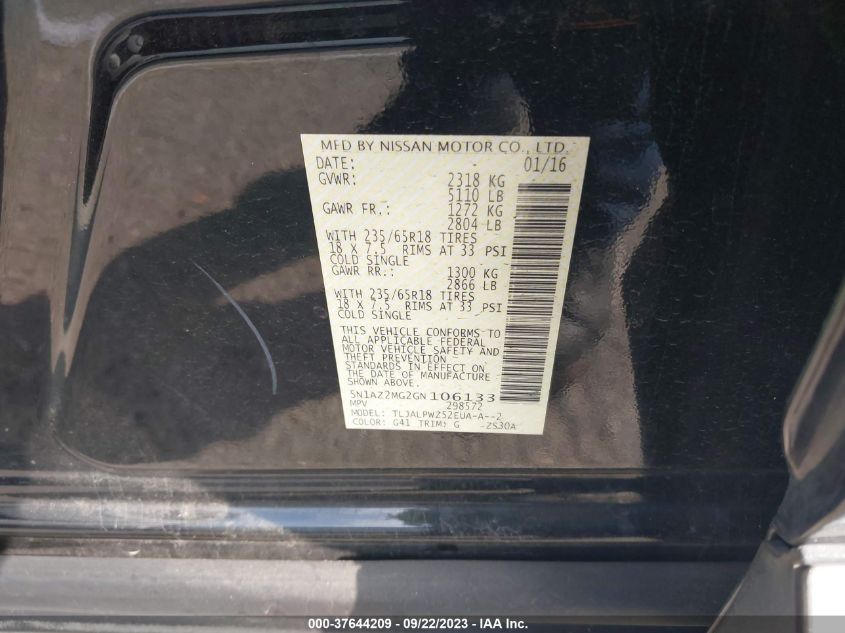 MFD BY NISSAN MOTOR CO., LTD.
DATE: - 01/16
GVWR: 2318 KG
5110 LB
GAWR FR.: 1272 KG
2804 LB
WITH 235/65R18 TIRES
18 X 7.5 RIMS AT 33 PSI
COLD SINGLE
GAWR RR.: 1300 KG
2866 LB
WITH 235/65R18 TIRES
18 X 7.5 RIMS AT 33 PSI
COLD SINGLE
THIS VEHICLE CONFORMS TO
ALL APPLICABLE FEDERAL
MOTOR VEHICLE SAFETY AND
THEFT PREVENTION
STANDARDS IN EFFECT ON
THE DATE OF MANUFACTURE
SHOWN ABOVE.
5N1AZ2MG2GN106133
MPV 298572
MODEL: TLJALPWZ52EUA-A--2
COLOR: G41 TRIM: G -ZS30A
000-37644209 - 09/22/2023 - IAA Inc.